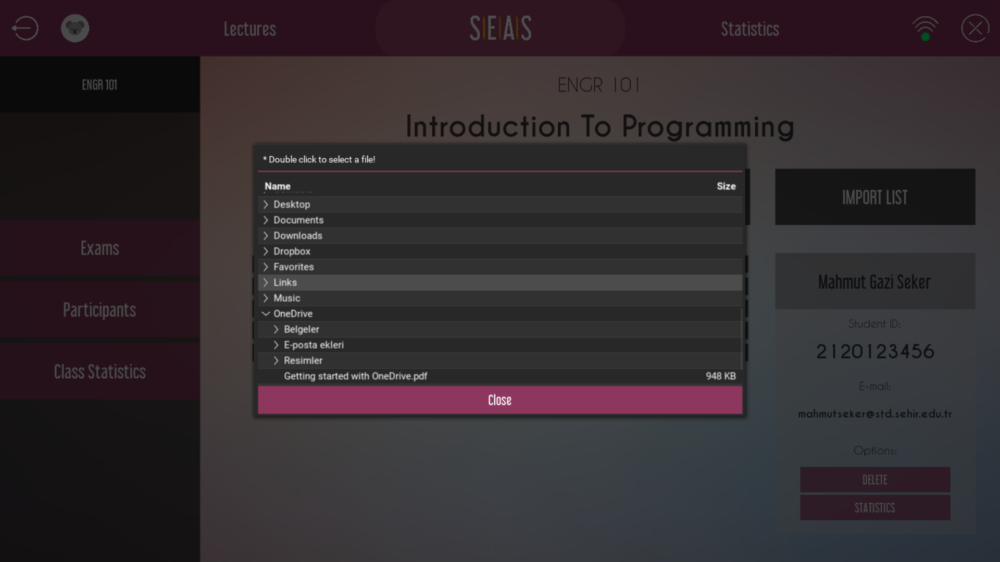 Lectures
SEAS
Statistics
ENGR 101
Exams
Participants
Class Statistics
ENGR 101
Introduction To Programming
* Double click to select a file!
Name Size
Desktop
Documents
Downloads
Dropbox
Favorites
Links
Music
OneDrive
Belgeler
E-posta ekleri
Resimler
Getting started with OneDrive.pdf 948 KB
Close
IMPORT LIST
Mahmut Gazi Seker
Student ID:
2120123456
E-mail:
mahmutseker@std.sehir.edu.tr
Options:
DELETE
STATISTICS